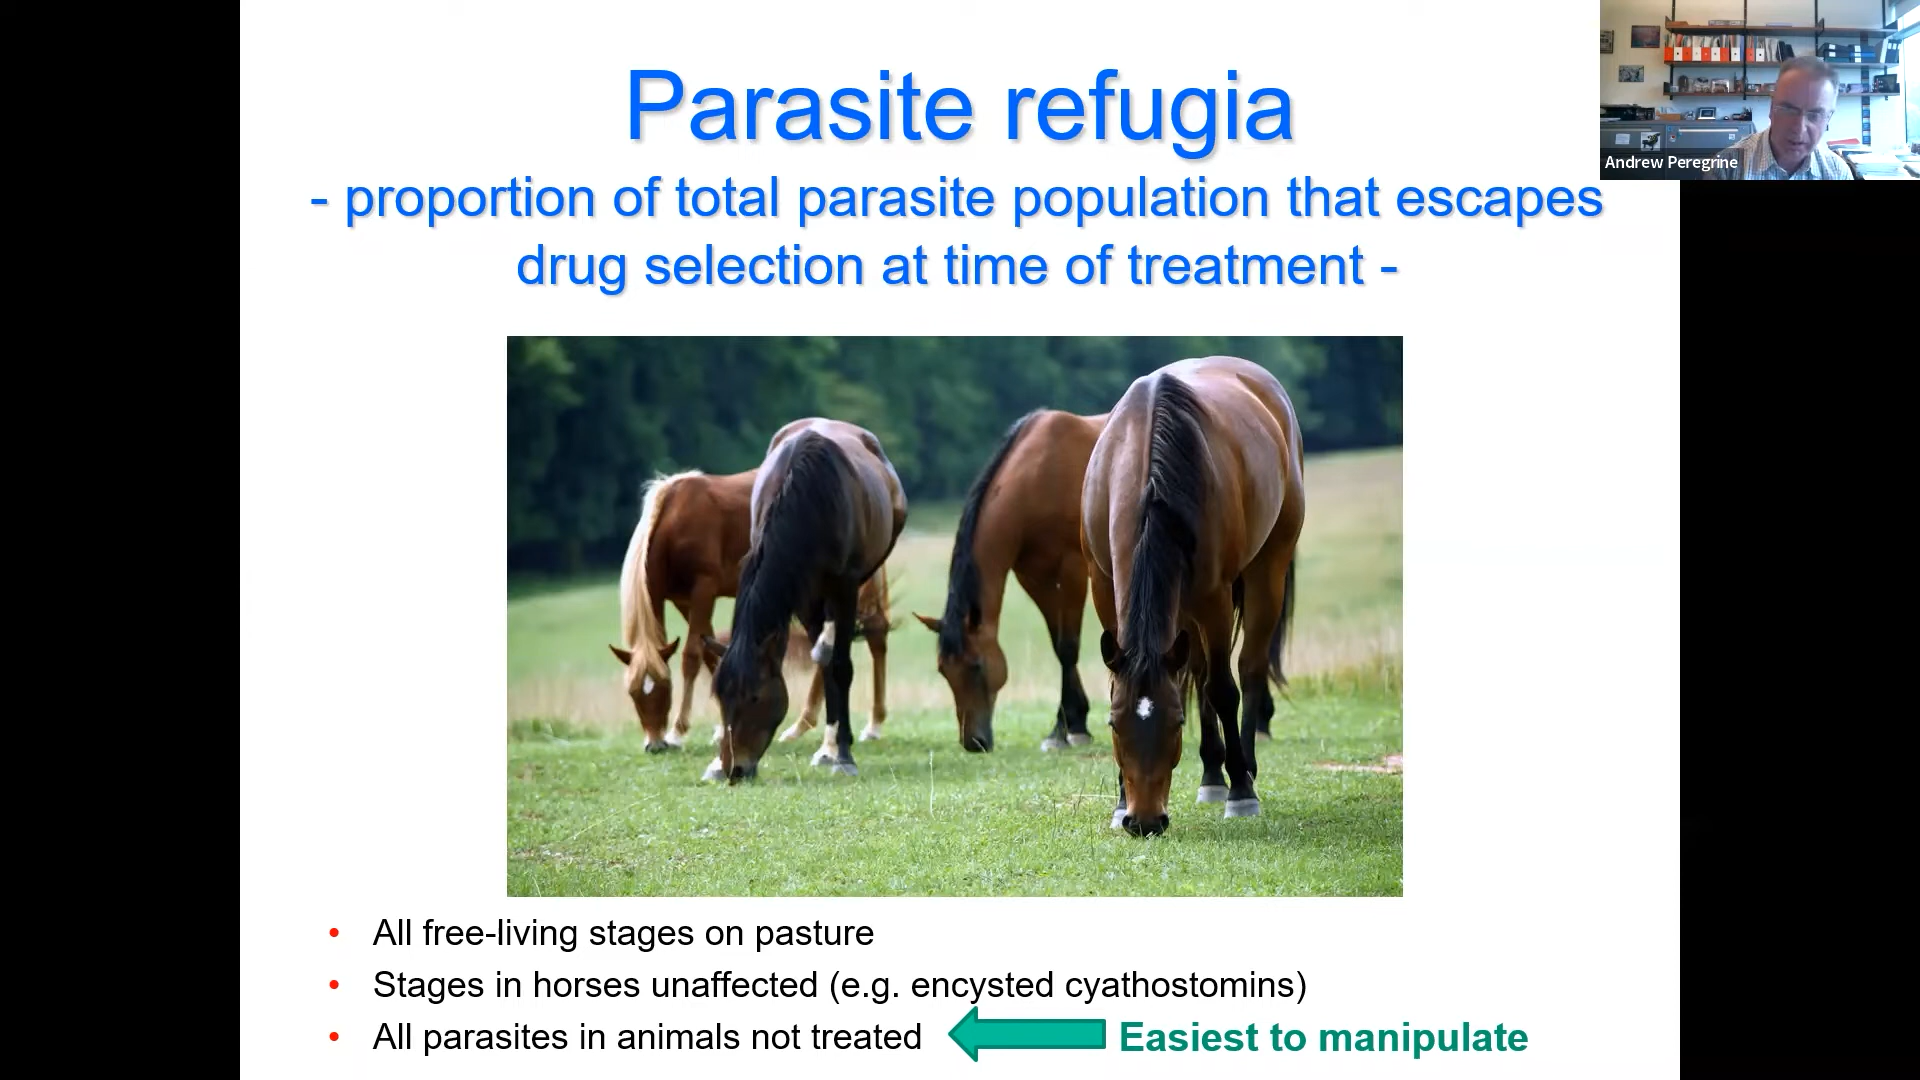 Parasite refugia
- proportion of total parasite population that escapes
drug selection at time of treatment -
Andrew Peregrine
• All free-living stages on pasture
• Stages in horses unaffected (e.g. encysted cyathostomins)
• All parasites in animals not treated Easiest to manipulate